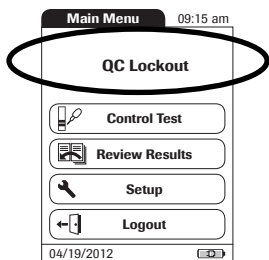 Main Menu 09:15 am
QC Lockout
Control Test
Review Results
Setup
Logout
04/19/2012